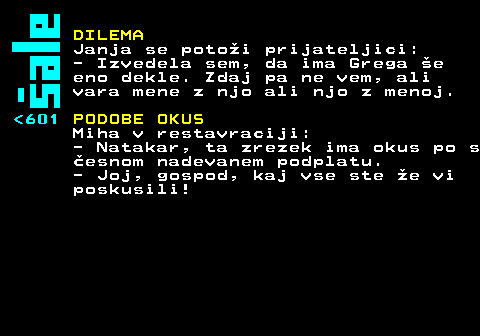 šale
DILEMA
Janja se potoži prijateljici:
- Izvedela sem, da ima Grega še
eno dekle. Zdaj pa ne vem, ali
vara mene z njo ali njo z menoj.
<601 PODOBE OKUS
Miha v restavraciji:
- Natakar, ta zrezek ima okus po s
česnom nadevanem podplatu.
- Joj, gospod, kaj vse ste že vi
poskusili!